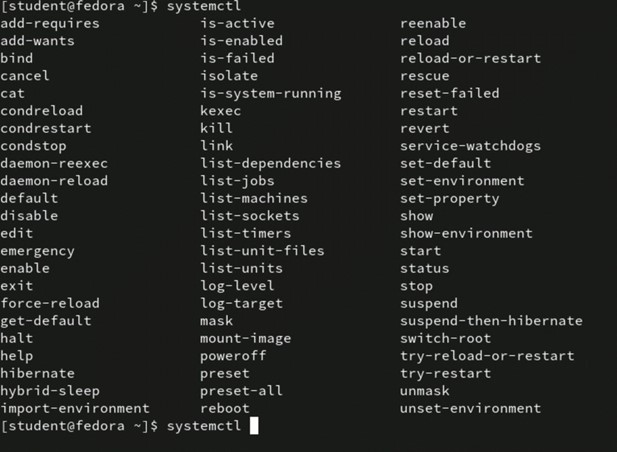 [student@fedora ~]$ systemctl
add-requires is-active reenable
add-wants is-enabled reload
bind is-failed reload-or-restart
cancel isolate rescue
cat is-system-running reset-failed
condreload kexec restart
condrestart kill revert
condstop link service-watchdogs
daemon-reexec list-dependencies set-default
daemon-reload list-jobs set-environment
default list-machines set-property
disable list-sockets show
edit list-timers show-environment
emergency list-unit-files start
enable list-units status
exit log-level stop
force-reload log-target suspend
get-default mask suspend-then-hibernate
halt mount-image switch-root
help poweroff try-reload-or-restart
hibernate preset try-restart
hybrid-sleep preset-all unmask
import-environment reboot unset-environment
[student@fedora ~]$ systemctl